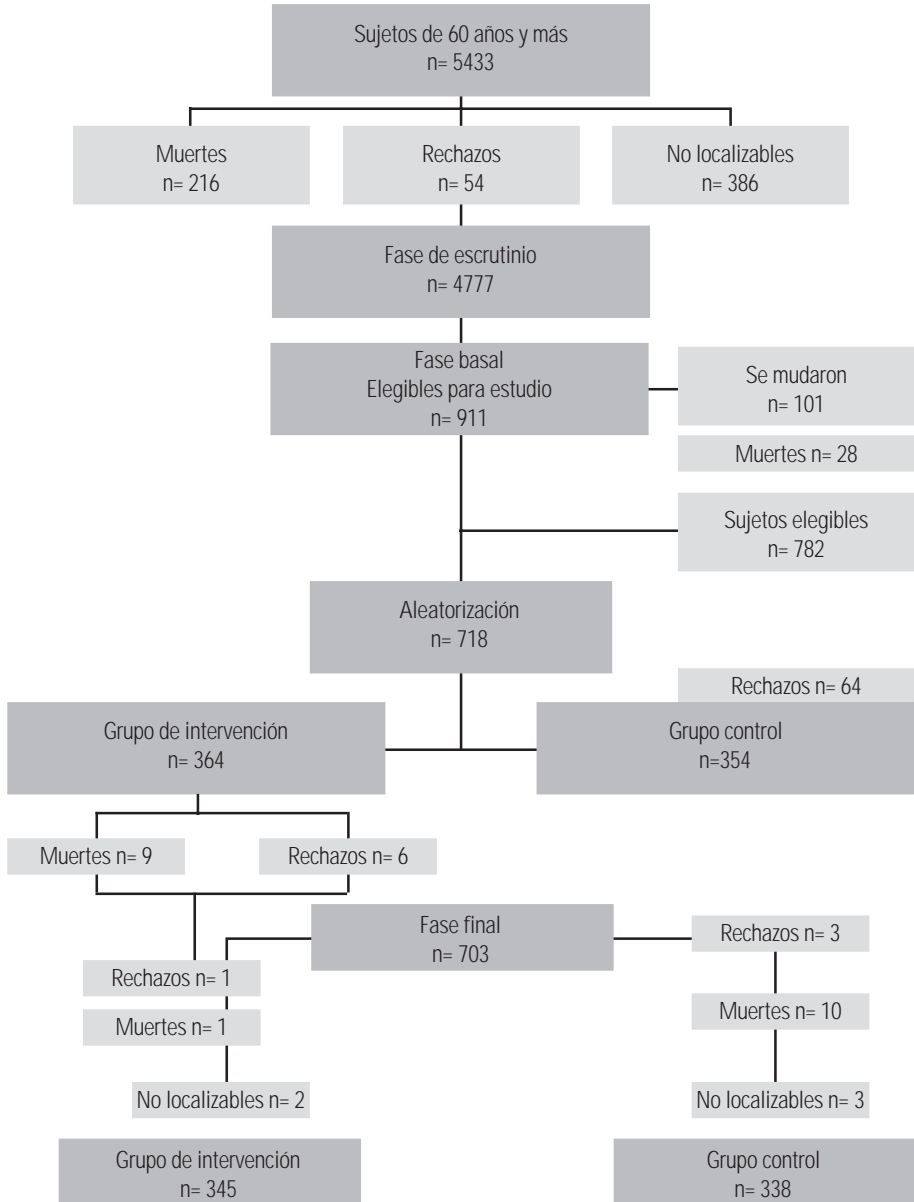 Sujetos de 60 años y más
n= 5433
Muertes
n= 216
Rechazos
n= 54
No localizables
n= 386
Fase de escrutinio
n= 4777
Fase basal
Elegibles para estudio
n= 911
Se mudaron
n= 101
Muertes n= 28
Sujetos elegibles
n= 782
Aleatorización
n= 718
Rechazos n= 64
Grupo de intervención
n= 364
Grupo control
n=354
Muertes n= 9
Rechazos n= 6
Fase final
n= 703
Rechazos n= 1
Muertes n= 1
No localizables n= 2
Rechazos n= 3
Muertes n= 10
No localizables n= 3
Grupo de intervención
n= 345
Grupo control
n= 338